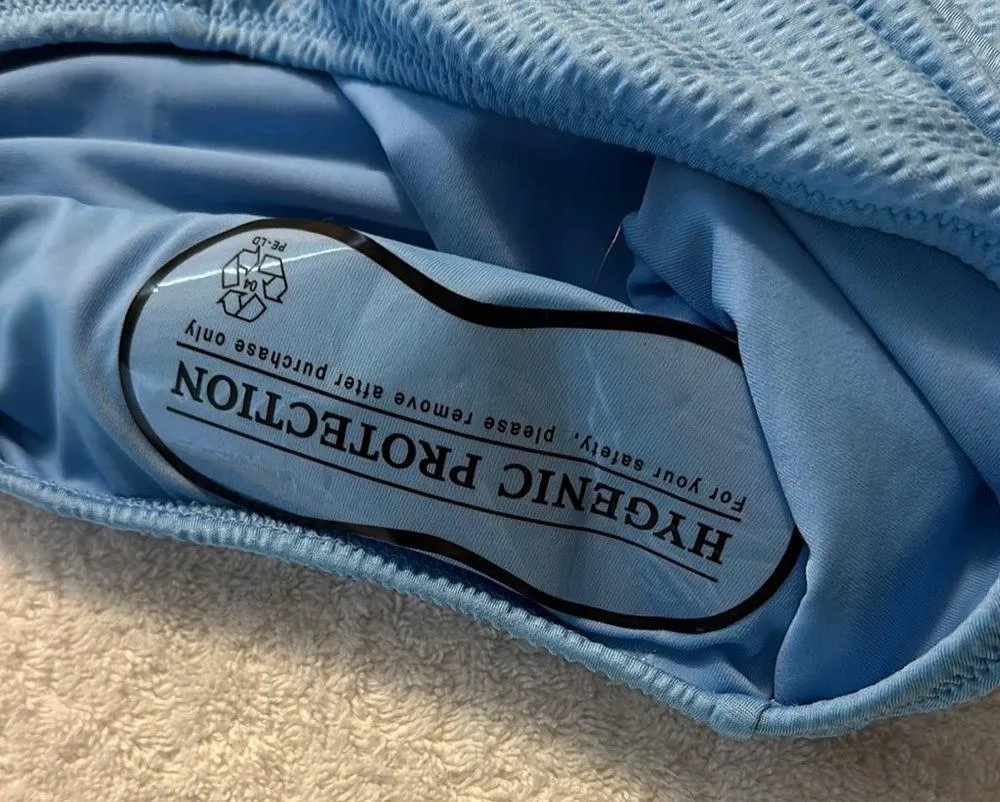 HYGENIC PROTECTION
For your safety, please remove after purchase only
04
PE-LD